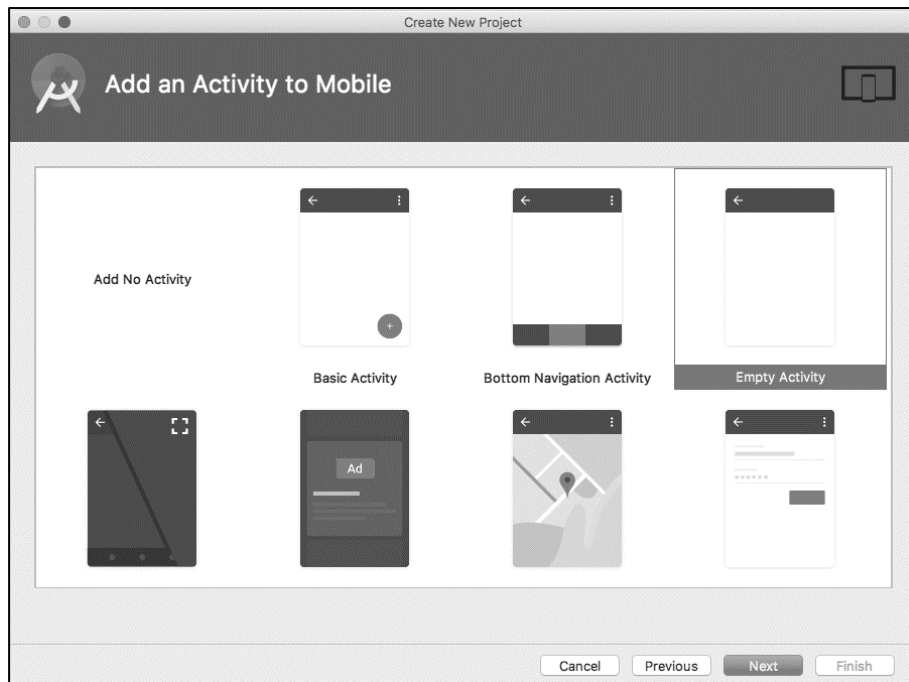 Create New Project
Add an Activity to Mobile
Add No Activity
Basic Activity
Bottom Navigation Activity
Empty Activity
Ad
Cancel
Previous
Next
Finish